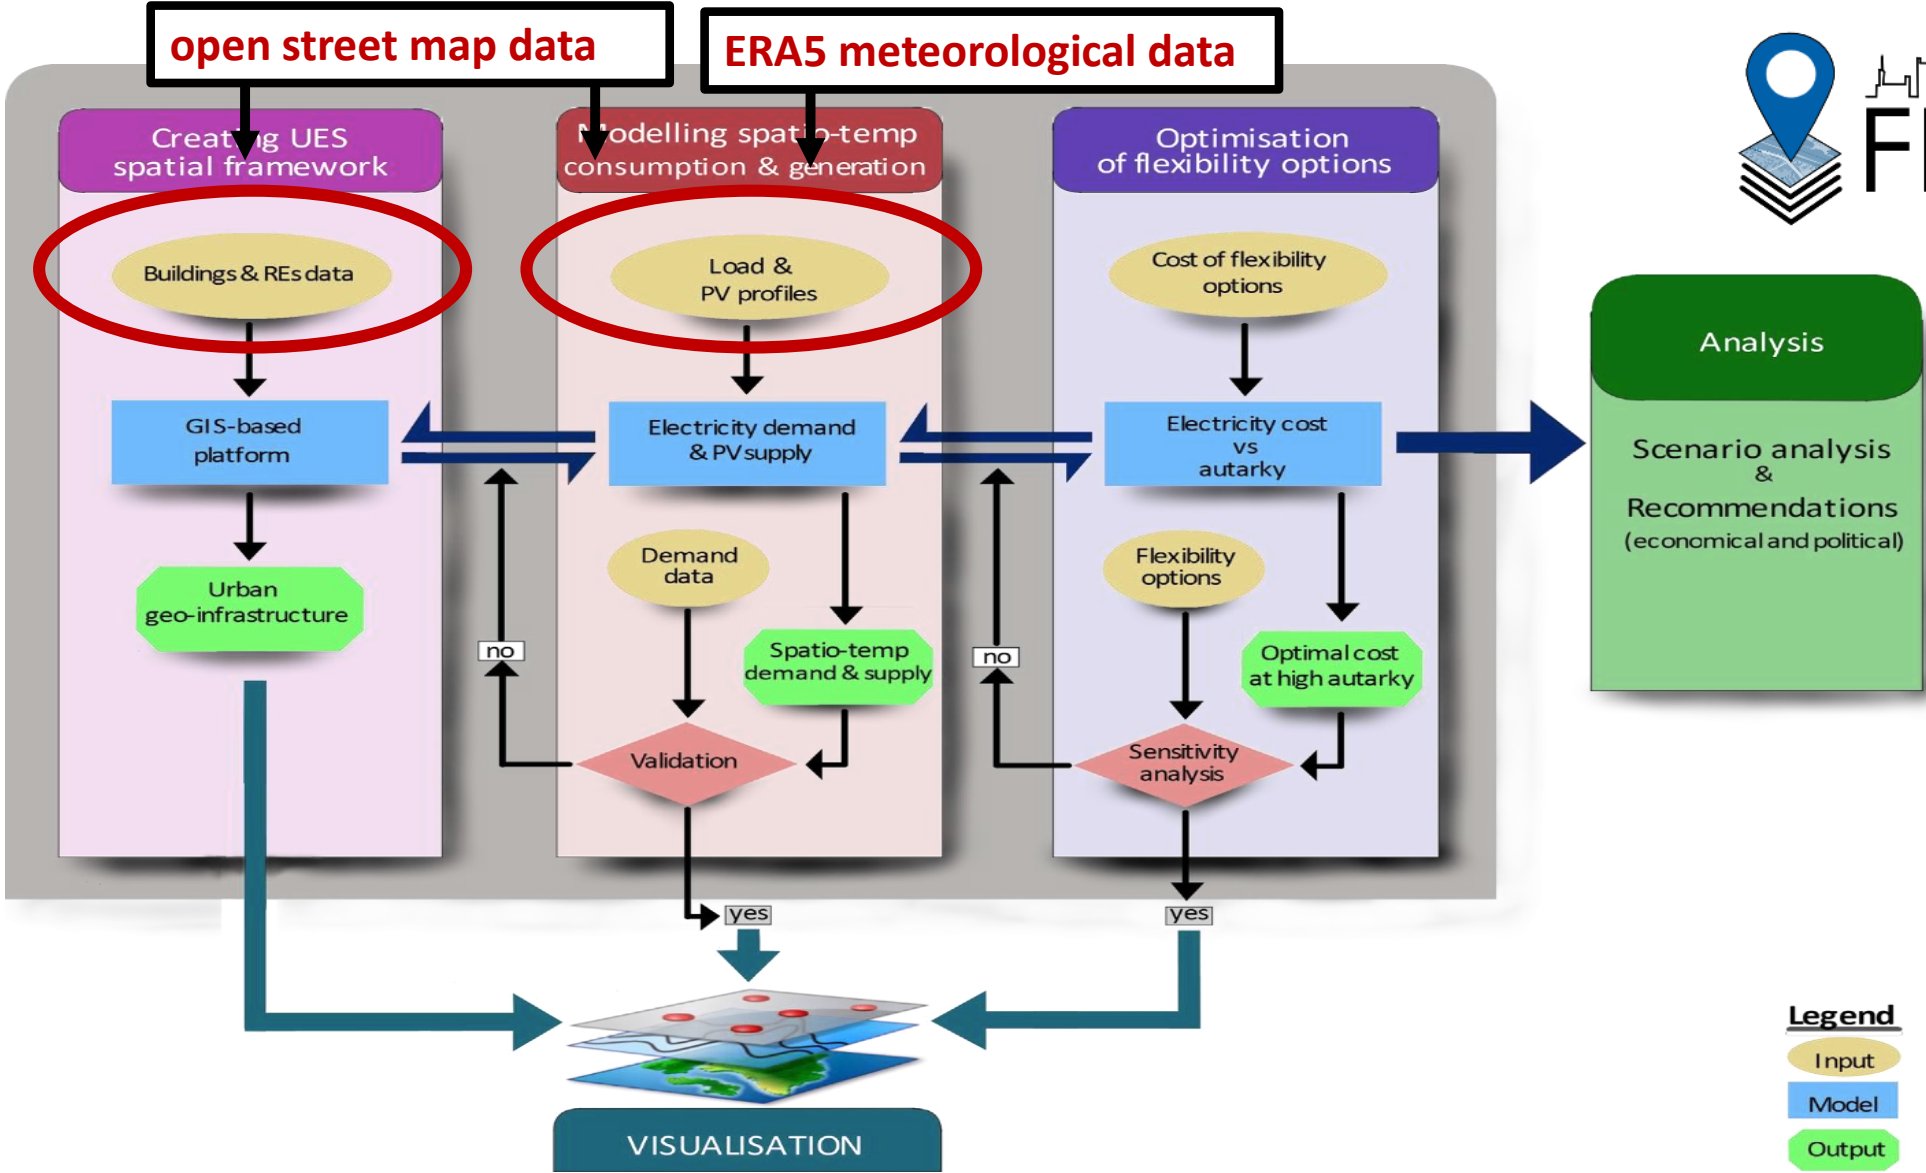 open street map data
ERA5 meteorological data
Creating UES
spatial framework
Buildings & REs data
GIS-based
platform
Urban
geo-infrastructure
Modelling spatio-temp
consumption & generation
Load &
PV profiles
Electricity demand
& PV supply
Demand
data
Spatio-temp
demand & supply
Validation
no
yes
Optimisation
of flexibility options
Cost of flexibility
options
Electricity cost
vs
autarky
Flexibility
options
Optimal cost
at high autarky
Sensitivity
analysis
no
yes
Analysis
Scenario analysis
&
Recommendations
(economical and political)
VISUALISATION
Legend
Input
Model
Output